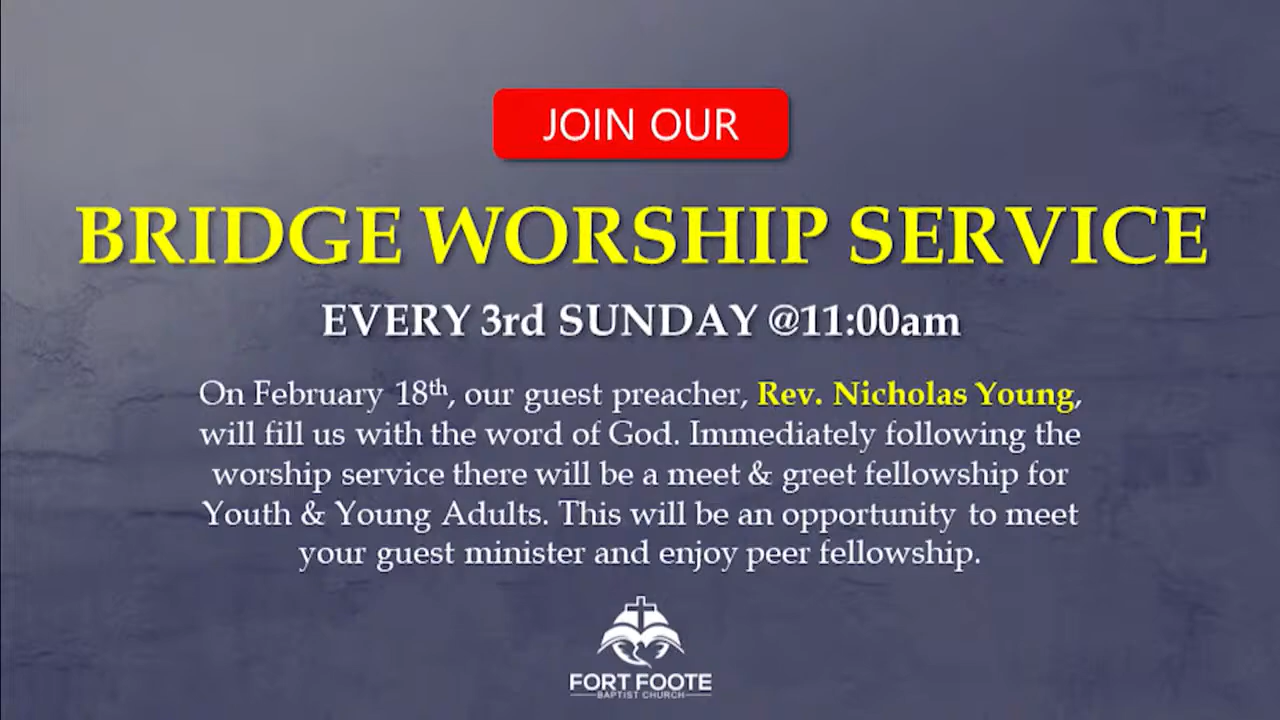 JOIN OUR
BRIDGE WORSHIP SERVICE
EVERY 3rd SUNDAY @11:00am
On February 18th, our guest preacher, Rev. Nicholas Young,
will fill us with the word of God. Immediately following the
worship service there will be a meet & greet fellowship for
Youth & Young Adults. This will be an opportunity to meet
your guest minister and enjoy peer fellowship.
FORT FOOTE
BAPTIST CHURCH